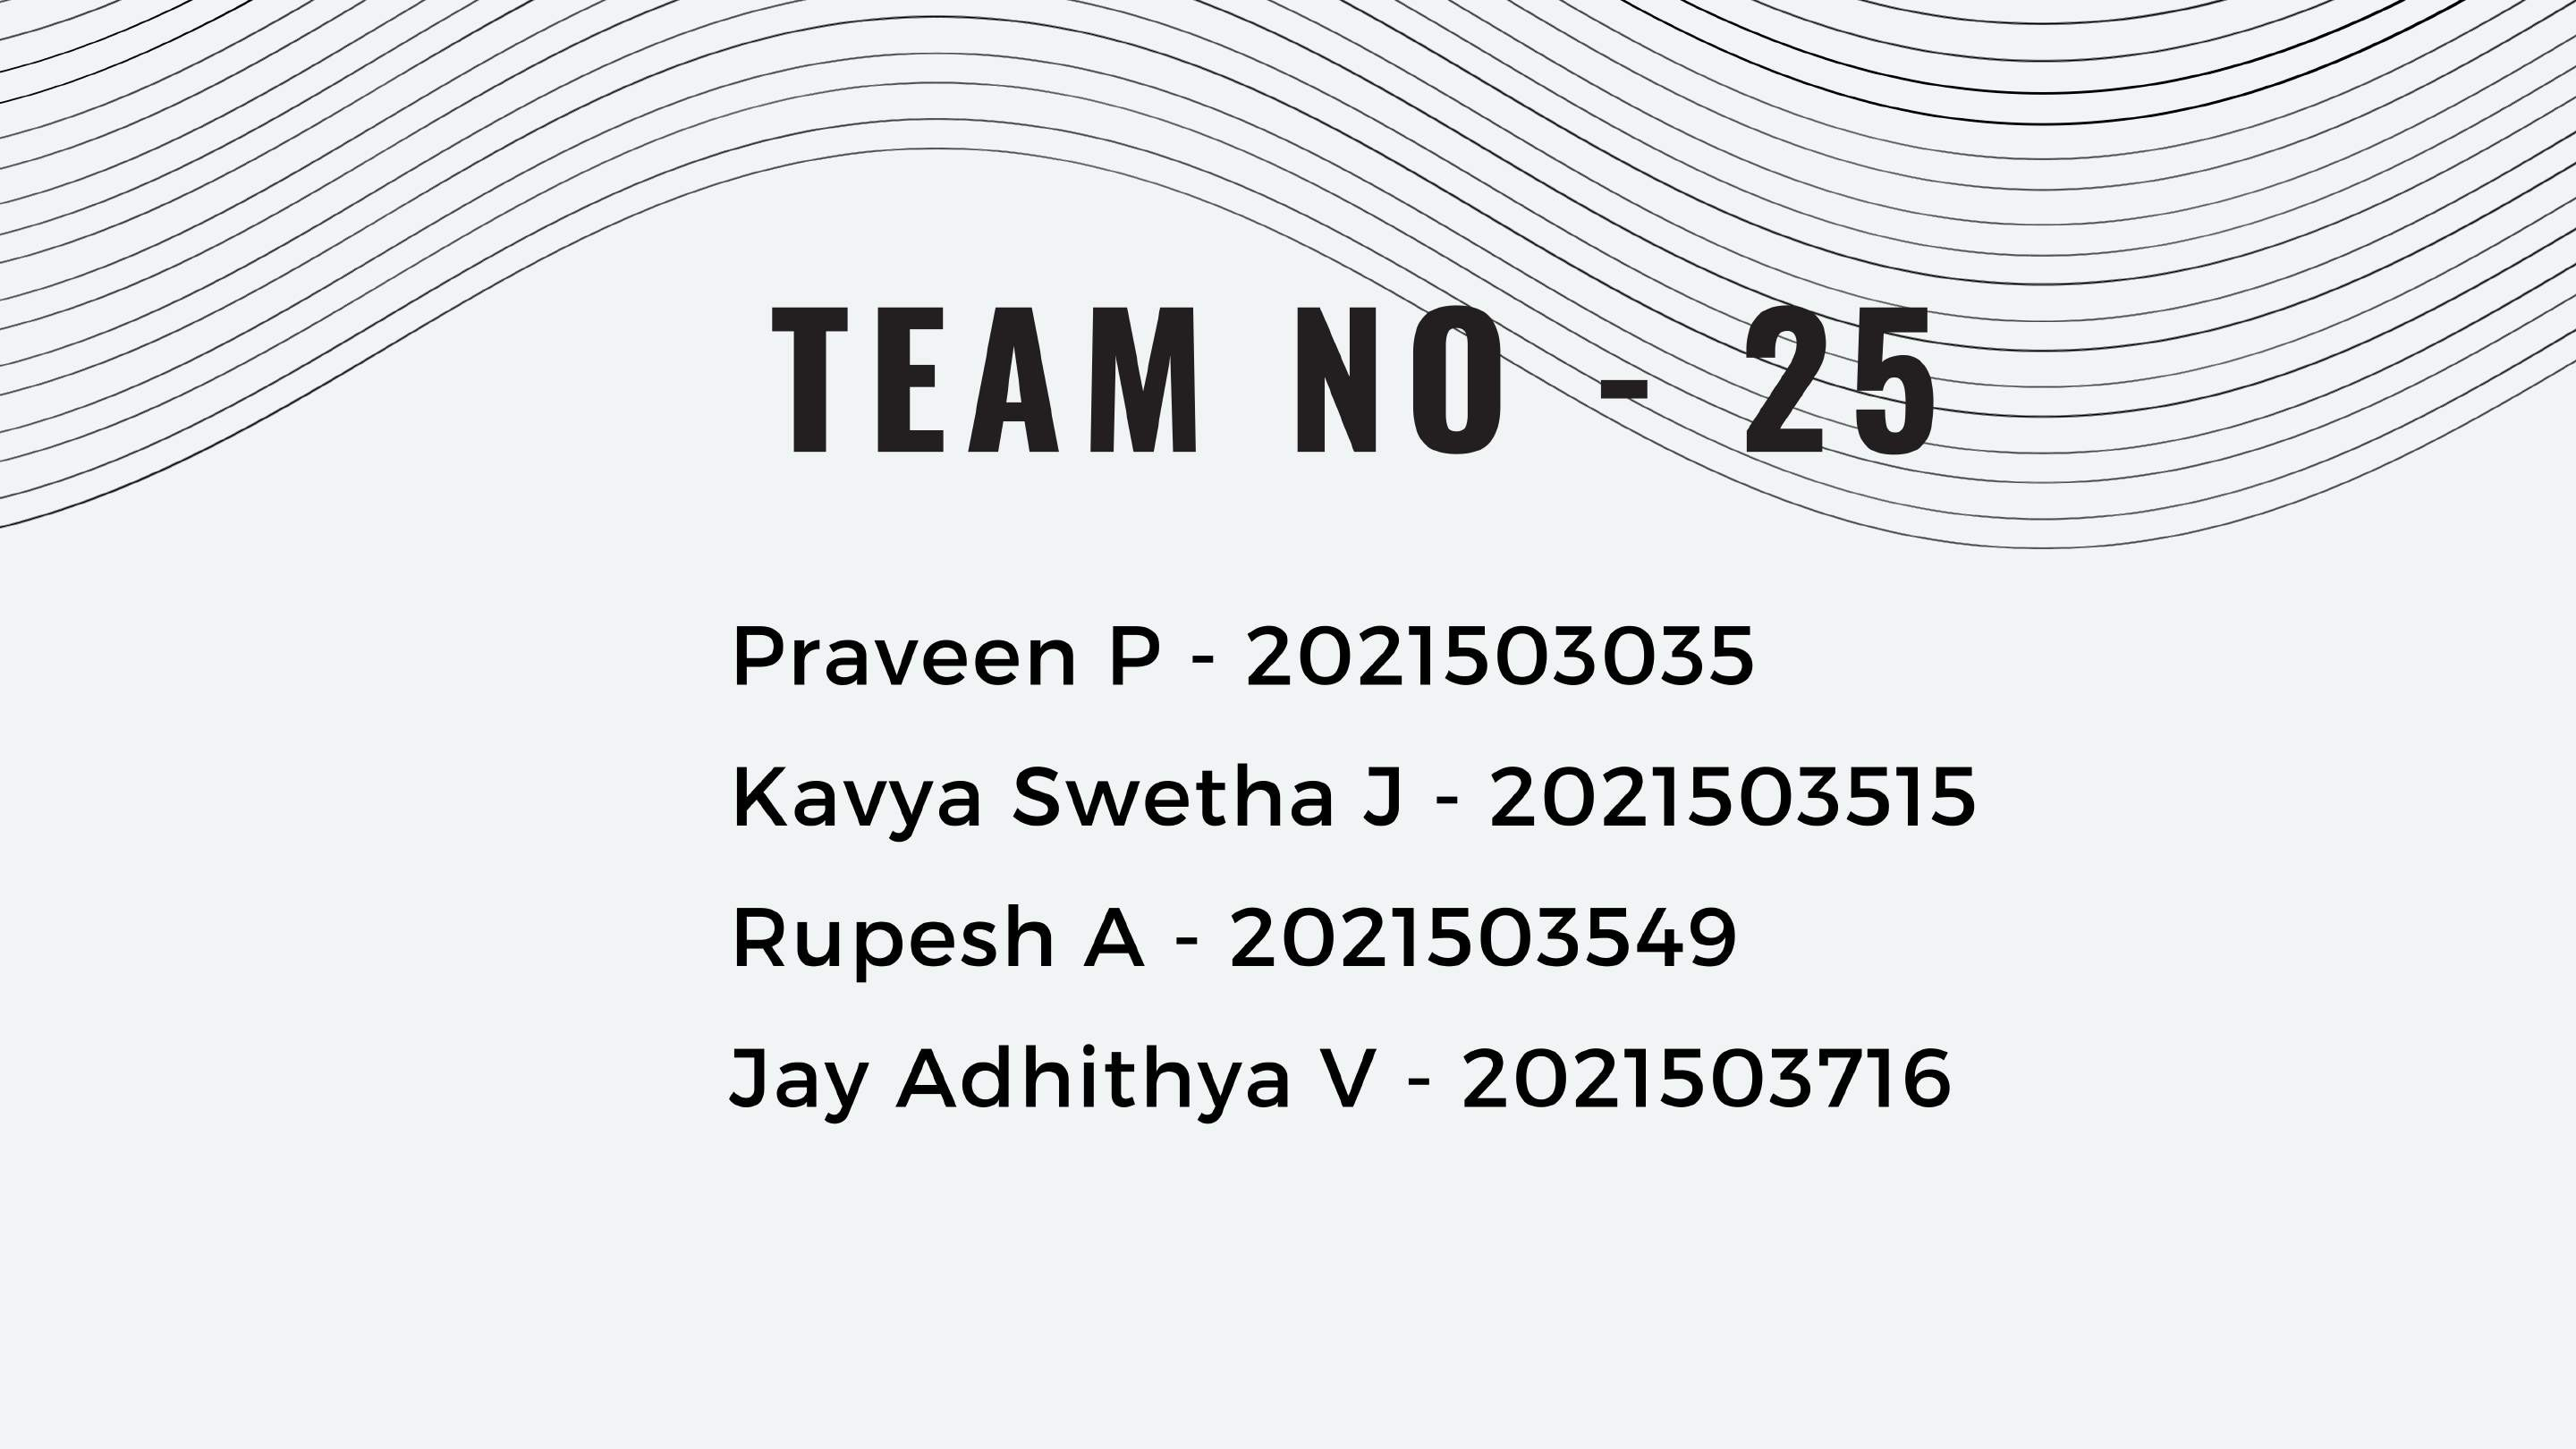 TEAM NO - 25
Praveen P - 2021503035
Kavya Swetha J - 2021503515
Rupesh A - 2021503549
Jay Adhithya V - 2021503716